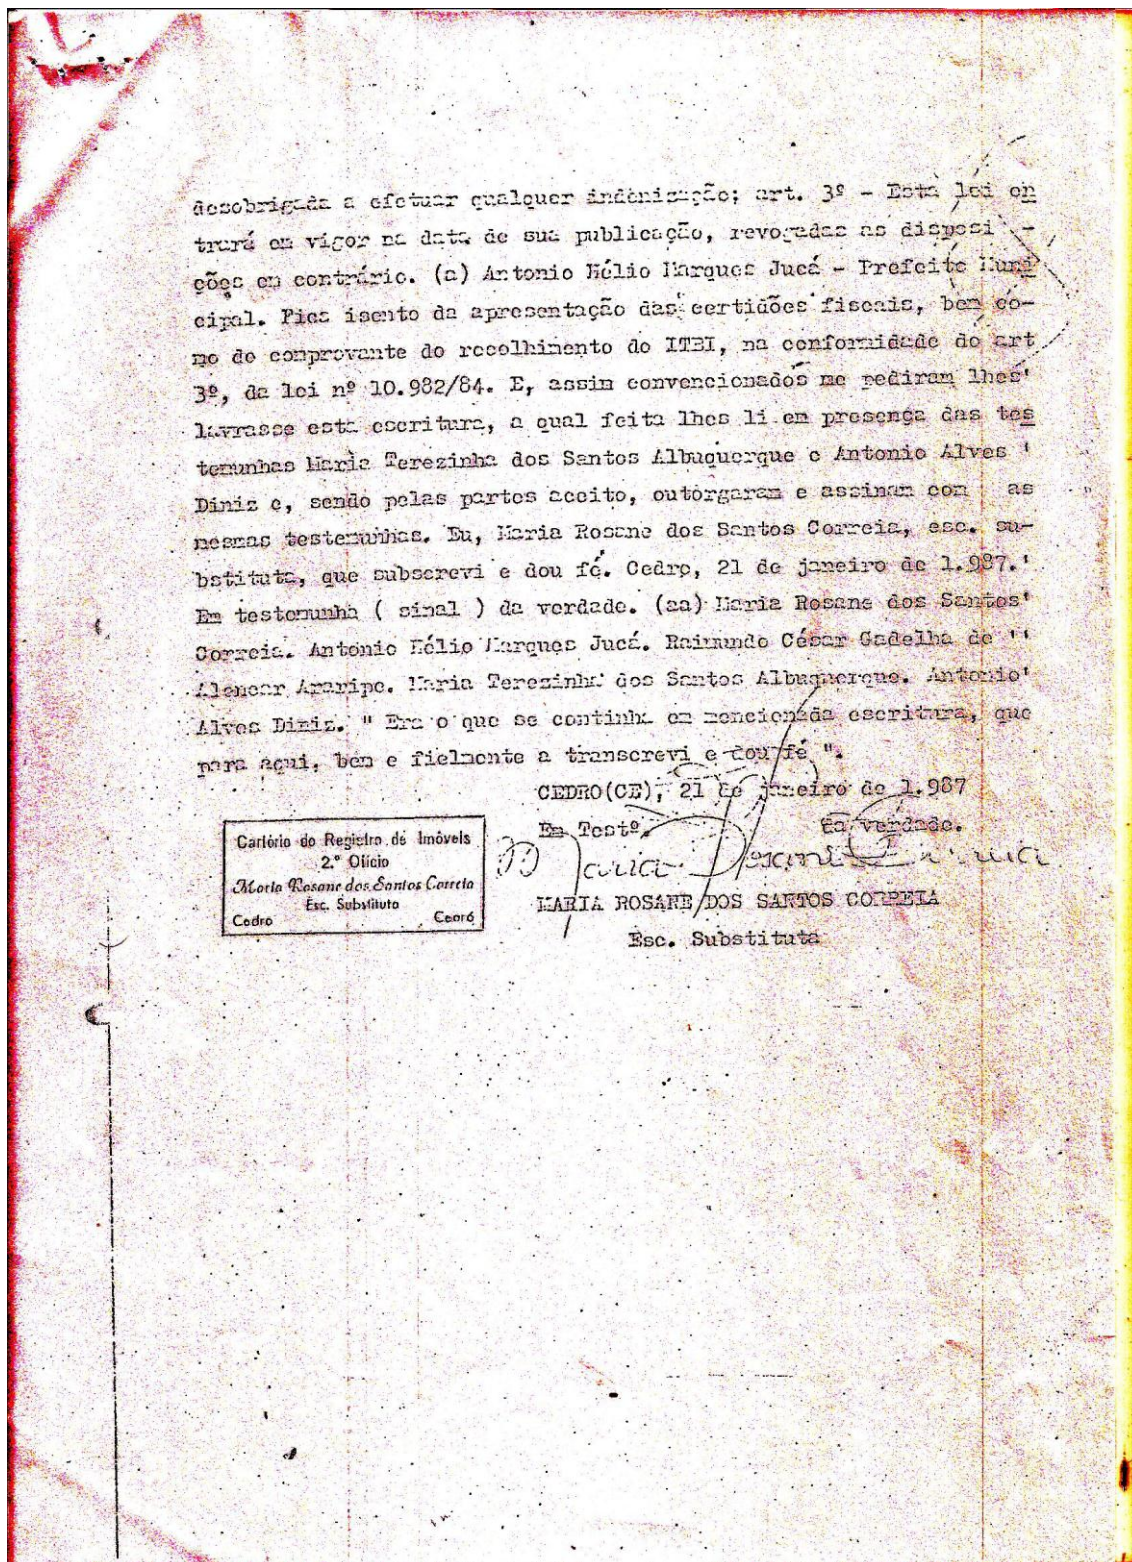 desobrigada a efetuar qualquer indenização; art. 3º - Esta lei en
trará em vigor na data de sua publicação, revogadas as disposi -
ções em contrário. (a) Antonio Hélio Marques Jucá - Prefeito Muni
cipal. Fica isento da apresentação das certidões fiscais, bem co-
mo do comprovante do recolhimento do ITBI, na conformidade do art
3º, da lei nº 10.982/84. E, assim convencionados me pediram lhes'
lavrasse esta escritura, a qual feita lhes li em presença das tes
temunhas Maria Terezinha dos Santos Albuquerque e Antonio Alves '
Diniz e, sendo pelas partes aceito, outorgaram e assinam com as
mesmas testemunhas. Eu, Maria Rosane dos Santos Correia, esc. su-
bstituta, que subscrevi e dou fé. Cedro, 21 de janeiro de 1.987.'
Em testemunha ( sinal ) da verdade. (aa) Maria Rosane dos Santos'
Correia. Antonio Hélio Marques Jucá. Raimundo César Gadelha de ''
Alencar Araripe. Maria Terezinha dos Santos Albuquerque. Antonio'
Alves Diniz. " Era o que se continha em mencionada escritura, que
para aqui, bem e fielmente a transcrevi e dou fé ".
CEDRO(CE), 21 de janeiro de 1.987
Em Testº. da verdade.
Maria Rosane
MARIA ROSANE DOS SANTOS CORREIA
Esc. Substituta
Cartório do Registro de Imóveis
2.º Ofício
Maria Rosane dos Santos Correia
Esc. Substituto
Cedro Ceará